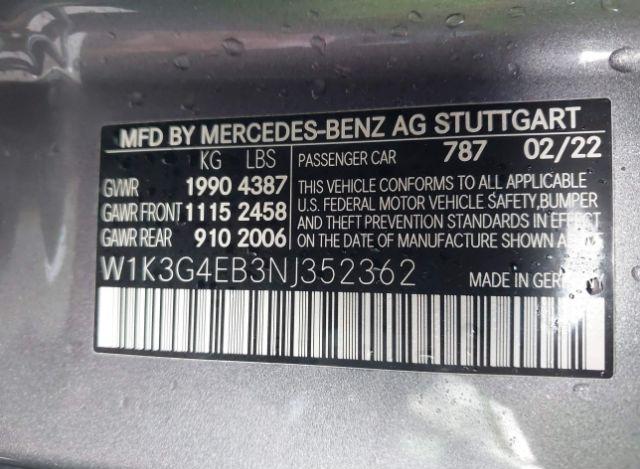 MFD BY MERCEDES-BENZ AG STUTTGART
KG LBS PASSENGER CAR 787 02/22
GVWR 1990 4387 THIS VEHICLE CONFORMS TO ALL APPLICABLE
GAWR FRONT 1115 2458 U.S. FEDERAL MOTOR VEHICLE SAFETY, BUMPER
GAWR REAR 910 2006 AND THEFT PREVENTION STANDARDS IN EFFECT
ON THE DATE OF MANUFACTURE SHOWN
W1K3G4EB3NJ352362 MADE IN GERMANY